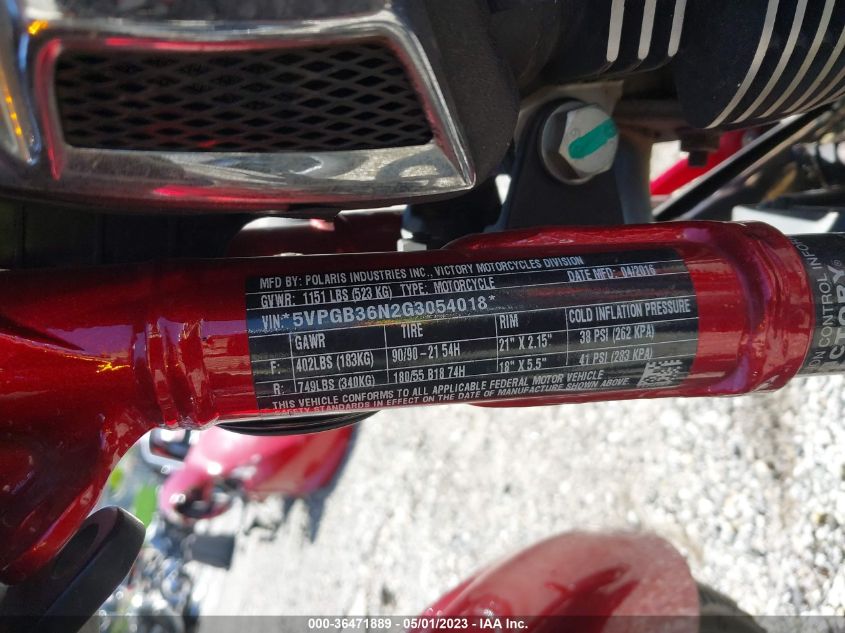 MFD BY: POLARIS INDUSTRIES INC., VICTORY MOTORCYCLES DIVISION
GVWR: 1151 LBS (523 KG) TYPE: MOTORCYCLE DATE MFD 04/2016
VIN:*5VPGB36N2G3054018*
GAWR TIRE RIM COLD INFLATION PRESSURE
F: 402LBS (183KG) 90/90 – 21 54H 21" X 2.15" 38 PSI (262 KPA)
R: 749LBS (340KG) 180/55 B18 74H 18" X 5.5" 41 PSI (283 KPA)
THIS VEHICLE CONFORMS TO ALL APPLICABLE FEDERAL MOTOR VEHICLE
SAFETY STANDARDS IN EFFECT ON THE DATE OF MANUFACTURE SHOWN ABOVE.
ON CONTROL INFOR
CTORY®
000-36471889 - 05/01/2023 - IAA Inc.